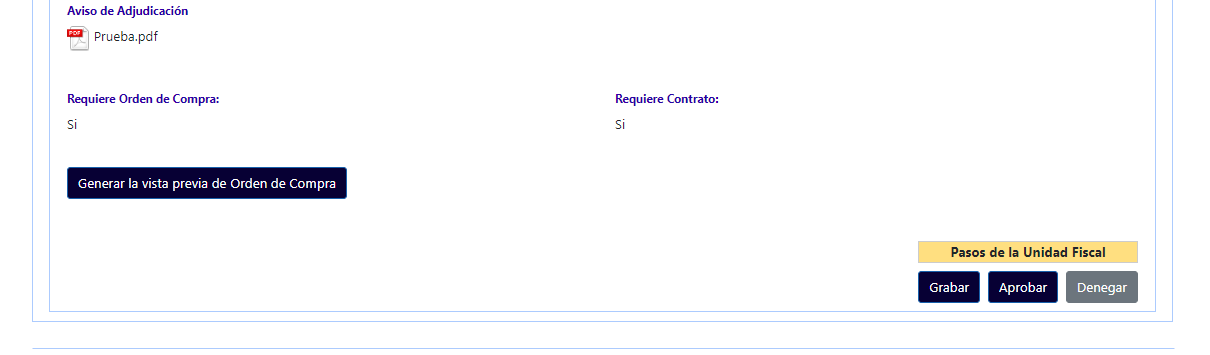 Aviso de Adjudicación
PDF Prueba.pdf
Requiere Orden de Compra:
Requiere Contrato:
Si
Si
Generar la vista previa de Orden de Compra
Pasos de la Unidad Fiscal
Grabar
Aprobar
Denegar